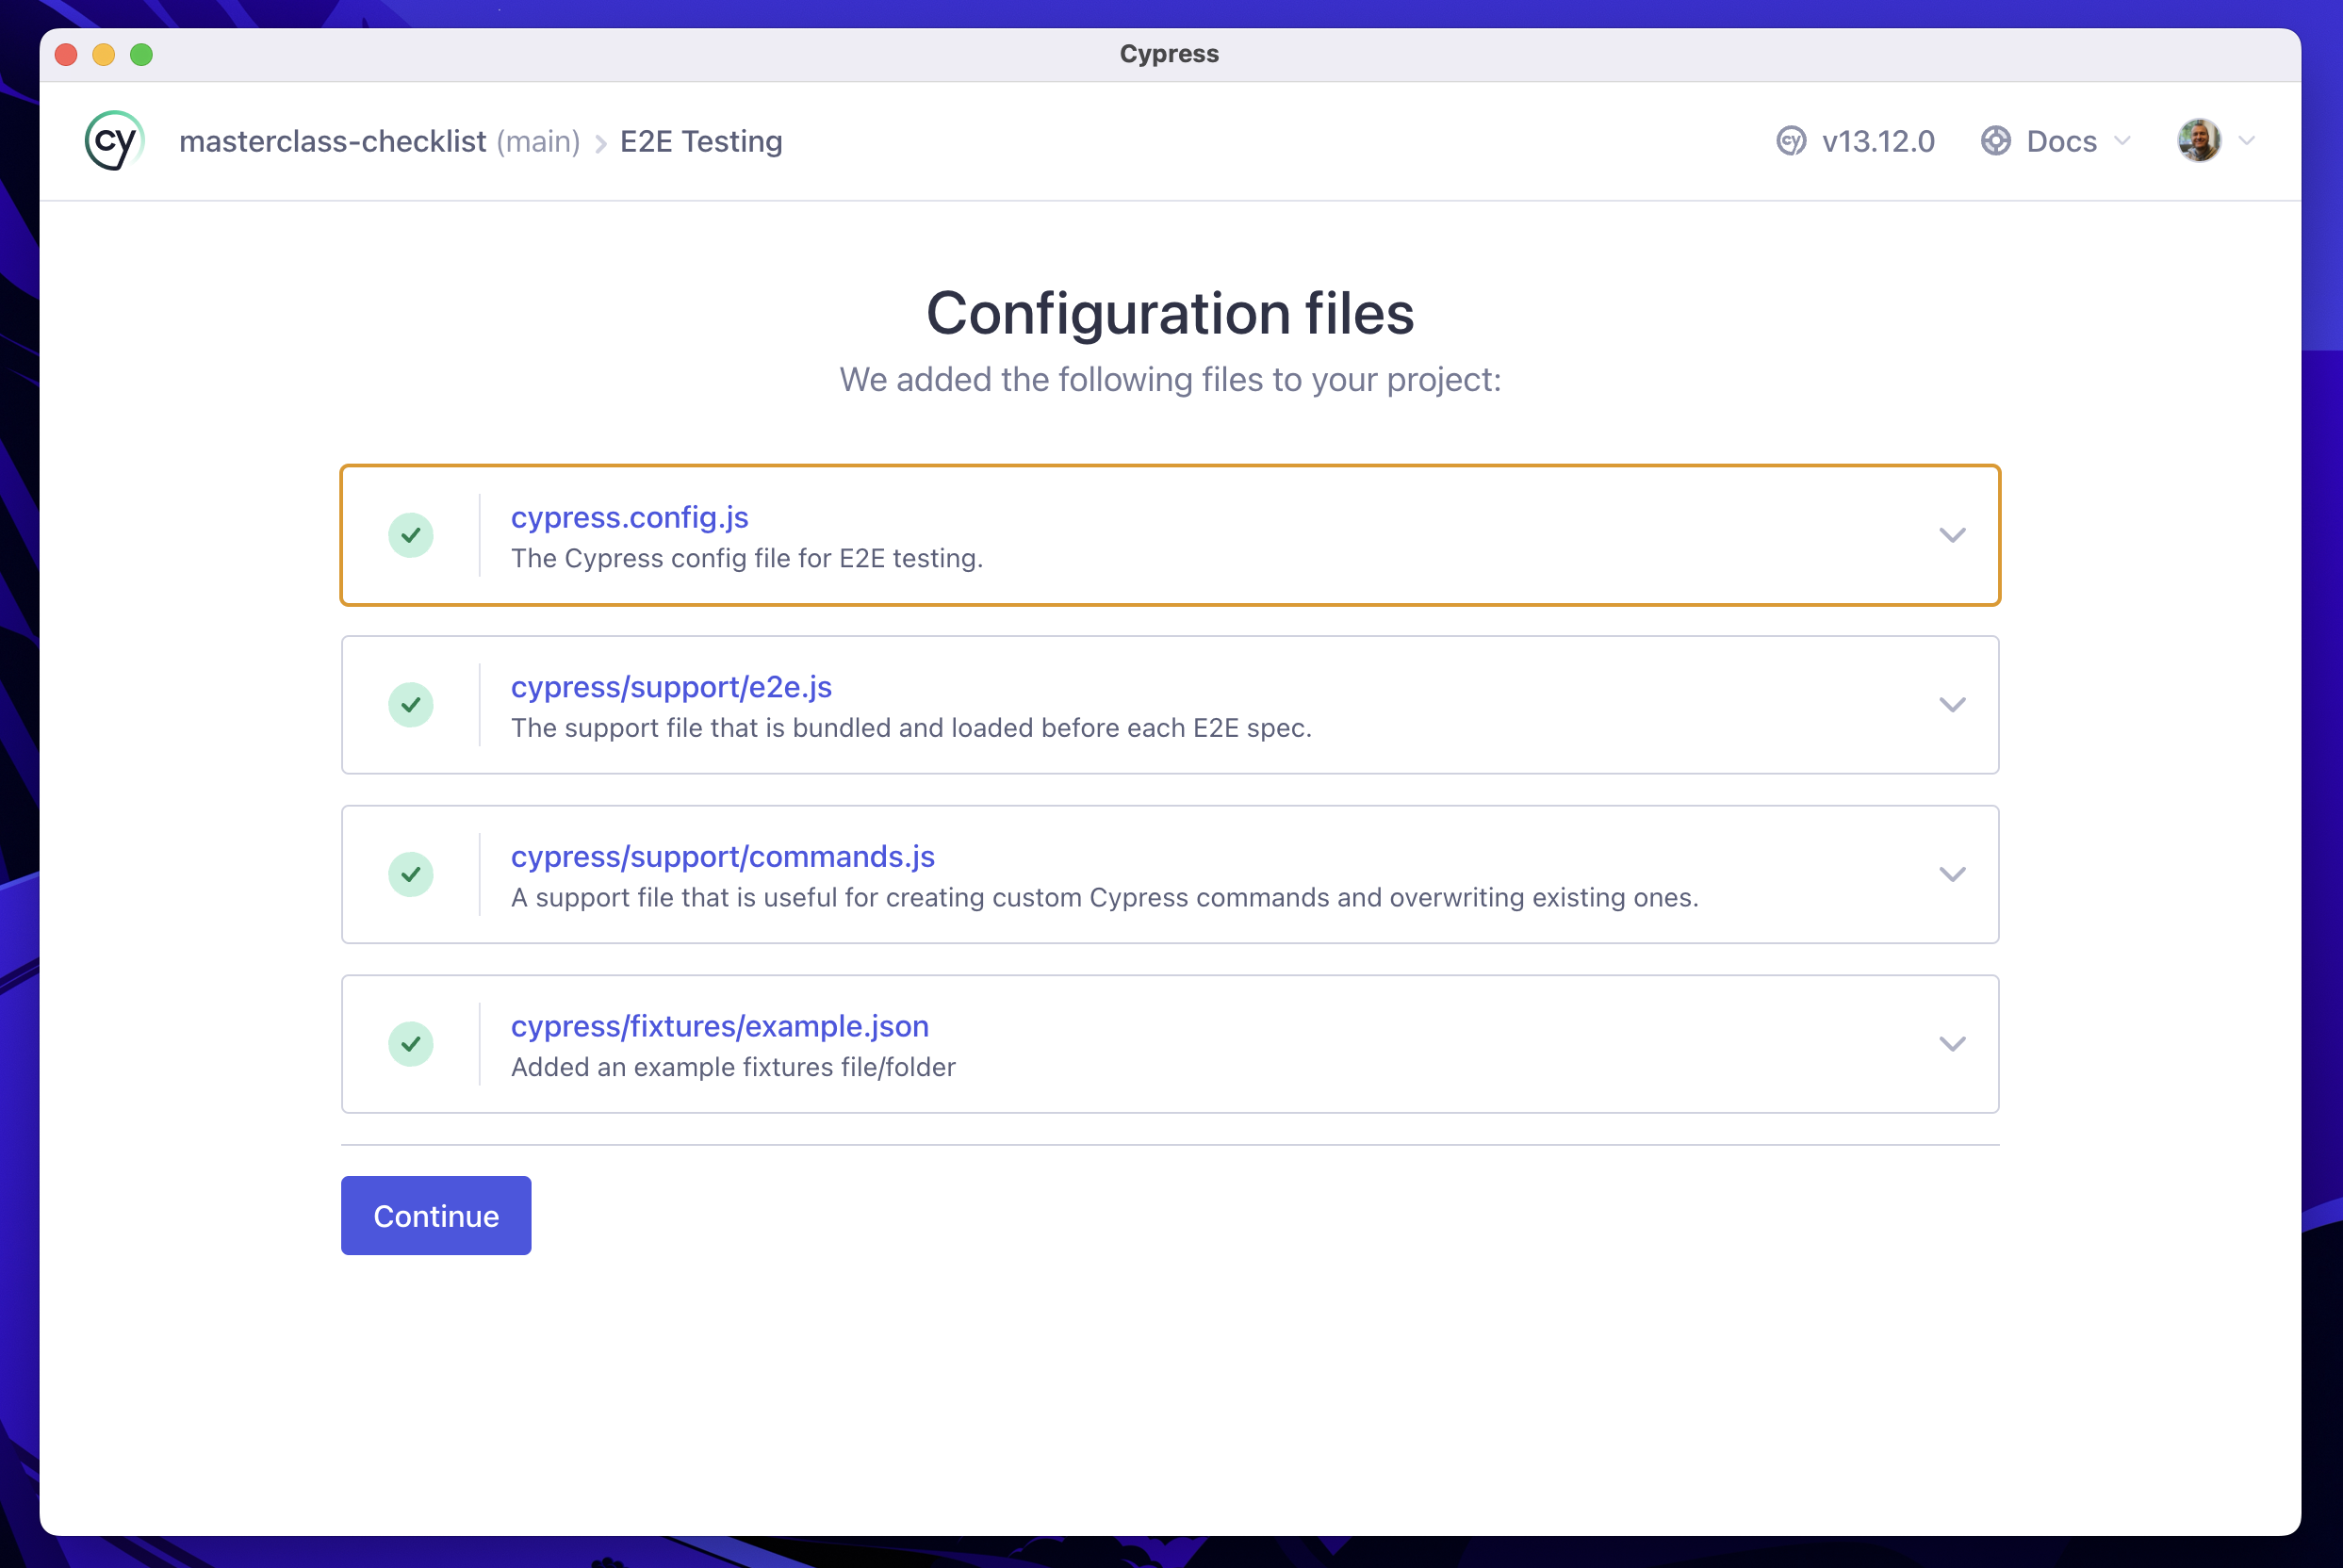 Cypress
cy masterclass-checklist (main) E2E Testing cy v13.12.0 Docs
Configuration files
We added the following files to your project:
cypress.config.js
The Cypress config file for E2E testing.
cypress/support/e2e.js
The support file that is bundled and loaded before each E2E spec.
cypress/support/commands.js
A support file that is useful for creating custom Cypress commands and overwriting existing ones.
cypress/fixtures/example.json
Added an example fixtures file/folder
Continue